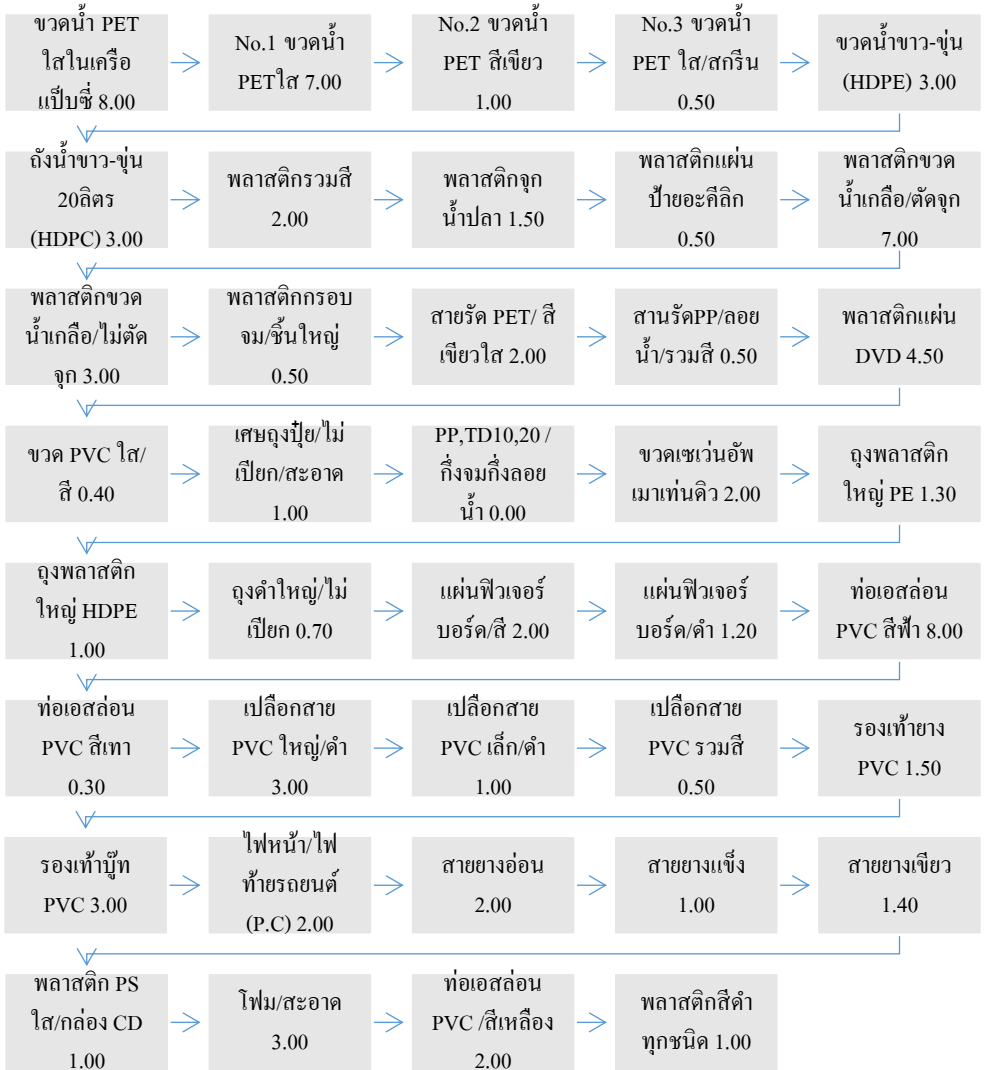 ขวดน้ำ PET
ใสในเครือ
แป็บซี่ 8.00
No.1 ขวดน้ำ
PETใส 7.00
No.2 ขวดน้ำ
PET สีเขียว
1.00
No.3 ขวดน้ำ
PET ใส/สกรีน
0.50
ขวดน้ำขาว-ขุ่น
(HDPE) 3.00
ถังน้ำขาว-ขุ่น
20ลิตร
(HDPC) 3.00
พลาสติกรวมสี
2.00
พลาสติกจุก
น้ำปลา 1.50
พลาสติกแผ่น
ป้ายอะคีลิก
0.50
พลาสติกขวด
น้ำเกลือ/ตัดจุก
7.00
พลาสติกขวด
น้ำเกลือ/ไม่ตัด
จุก 3.00
พลาสติกกรอบ
จม/ชิ้นใหญ่
0.50
สายรัด PET/ สี
เขียวใส 2.00
สานรัดPP/ลอย
น้ำ/รวมสี 0.50
พลาสติกแผ่น
DVD 4.50
ขวด PVC ใส/
สี 0.40
เศษถุงปุ๋ย/ไม่
เปียก/สะอาด
1.00
PP,TD10,20 /
กึ่งจมกึ่งลอย
น้ำ 0.00
ขวดเซเว่นอัพ
เมาเท่นดิว 2.00
ถุงพลาสติก
ใหญ่ PE 1.30
ถุงพลาสติก
ใหญ่ HDPE
1.00
ถุงดำใหญ่/ไม่
เปียก 0.70
แผ่นฟิวเจอร์
บอร์ด/สี 2.00
แผ่นฟิวเจอร์
บอร์ด/ดำ 1.20
ท่อเอสล่อน
PVC สีฟ้า 8.00
ท่อเอสล่อน
PVC สีเทา
0.30
เปลือกสาย
PVC ใหญ่/ดำ
3.00
เปลือกสาย
PVC เล็ก/ดำ
1.00
เปลือกสาย
PVC รวมสี
0.50
รองเท้ายาง
PVC 1.50
รองเท้าบู๊ท
PVC 3.00
ไฟหน้า/ไฟ
ท้ายรถยนต์
(P.C) 2.00
สายยางอ่อน
2.00
สายยางแข็ง
1.00
สายยางเขียว
1.40
พลาสติก PS
ใส/กล่อง CD
1.00
โฟม/สะอาด
3.00
ท่อเอสล่อน
PVC /สีเหลือง
2.00
พลาสติกสีดำ
ทุกชนิด 1.00